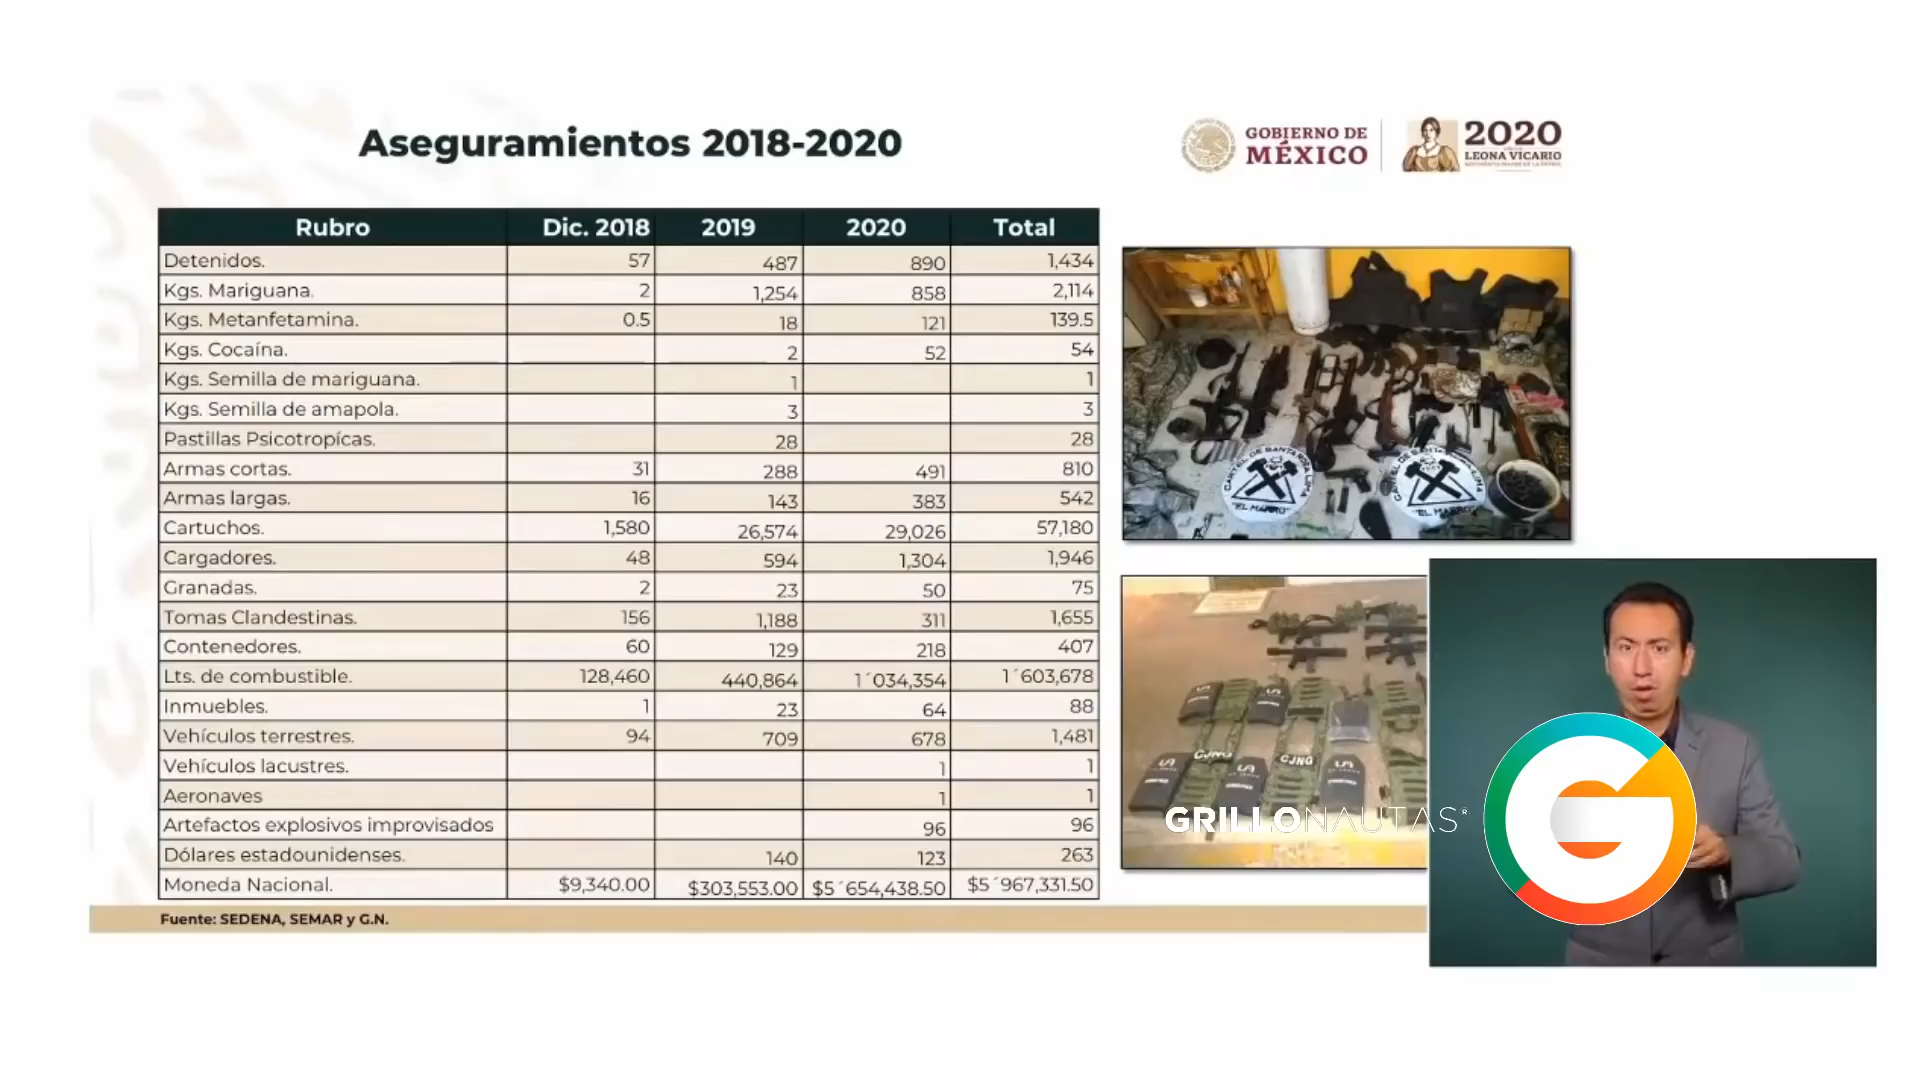 Aseguramientos 2018-2020
GOBIERNO DE
MÉXICO
2020
LEONA VICARIO
Rubro Dic. 2018 2019 2020 Total
Detenidos. 57 487 890 1,434
Kgs. Mariguana. 2 1,254 858 2,114
Kgs. Metanfetamina. 0.5 18 121 139.5
Kgs. Cocaína. 2 52 54
Kgs. Semilla de mariguana. 1 1
Kgs. Semilla de amapola. 3 3
Pastillas Psicotropícas. 28 28
Armas cortas. 31 288 491 810
Armas largas. 16 143 383 542
Cartuchos. 1,580 26,574 29,026 57,180
Cargadores. 48 594 1,304 1,946
Granadas. 2 23 50 75
Tomas Clandestinas. 156 1,188 311 1,655
Contenedores. 60 129 218 407
Lts. de combustible. 128,460 440,864 1´034,354 1´603,678
Inmuebles. 1 23 64 88
Vehículos terrestres. 94 709 678 1,481
Vehículos lacustres. 1 1
Aeronaves 1 1
Artefactos explosivos improvisados 96 96
Dólares estadounidenses. 140 123 263
Moneda Nacional. $9,340.00 $303,553.00 $5´654,438.50 $5´967,331.50
Fuente: SEDENA, SEMAR y G.N.
CARTEL DE SANTA ROSA LIMA
"EL MARRO"
CARTEL DE LIMA
"EL MARRO"
CJNG
CJNG
GRILLONAUTAS®
G